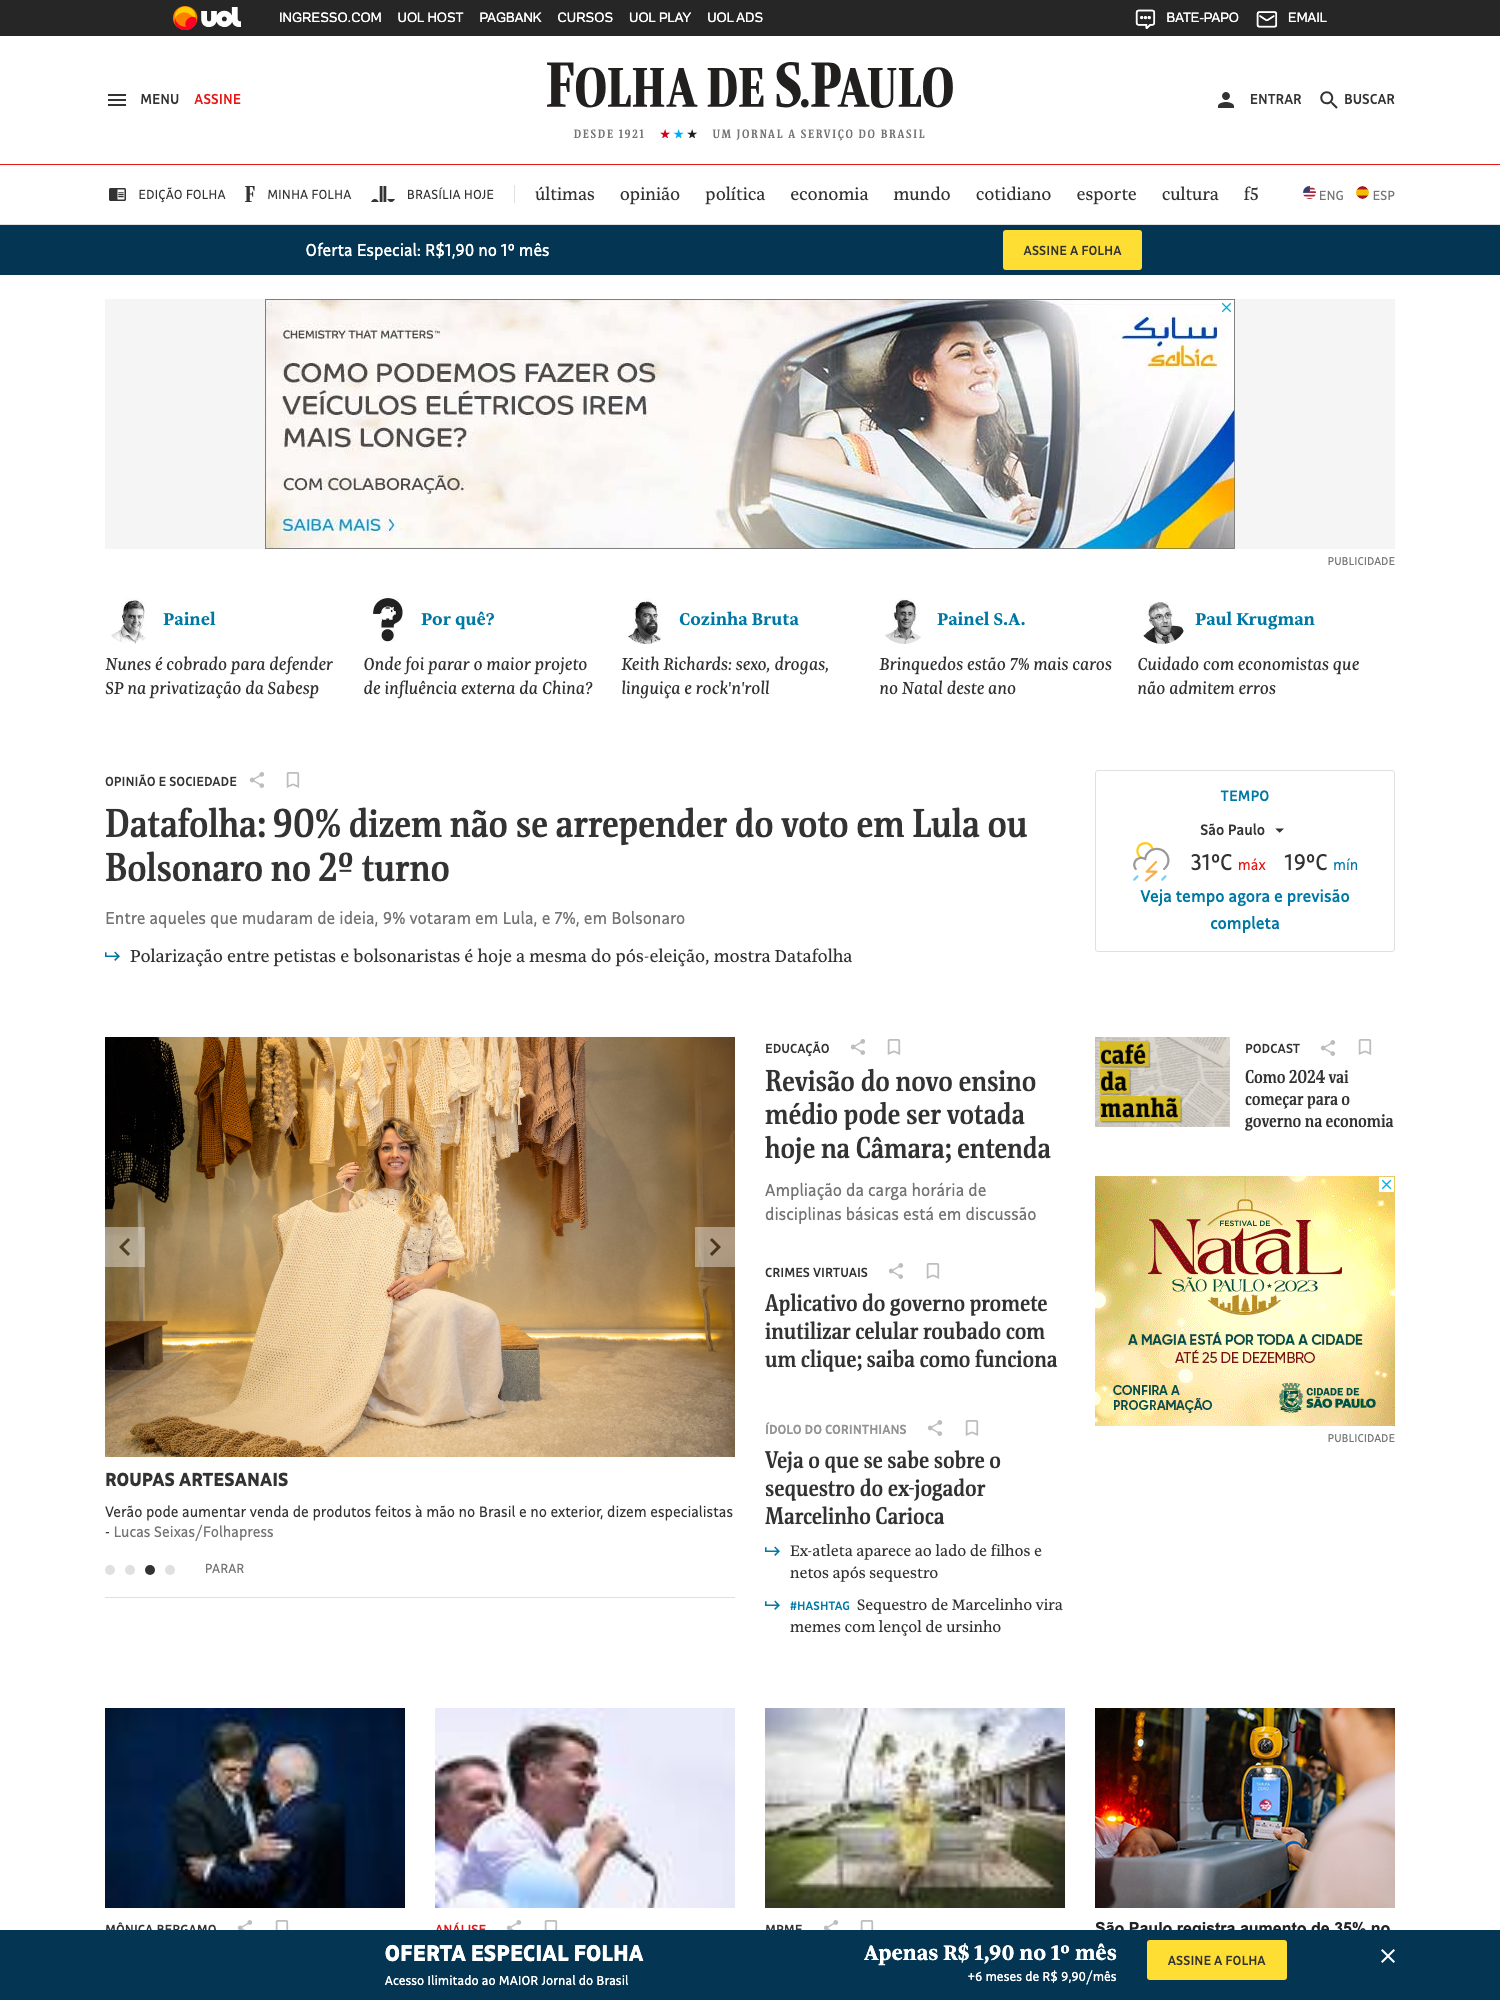 uol INGRESSO.COM UOL HOST PAGBANK CURSOS UOL PLAY UOL ADS BATE-PAPO EMAIL
MENU ASSINE FOLHA DE S.PAULO ENTRAR BUSCAR
DESDE 1921 ★★★ UM JORNAL A SERVIÇO DO BRASIL
EDIÇÃO FOLHA F MINHA FOLHA BRASÍLIA HOJE últimas opinião política economia mundo cotidiano esporte cultura f5 ENG ESP
Oferta Especial: R$1,90 no 1º mês ASSINE A FOLHA
CHEMISTRY THAT MATTERS™
COMO PODEMOS FAZER OS
VEÍCULOS ELÉTRICOS IREM
MAIS LONGE?
COM COLABORAÇÃO.
SAIBA MAIS >
سابك
sabic
PUBLICIDADE
Painel
Nunes é cobrado para defender
SP na privatização da Sabesp
Por quê?
Onde foi parar o maior projeto
de influência externa da China?
Cozinha Bruta
Keith Richards: sexo, drogas,
linguiça e rock'n'roll
Painel S.A.
Brinquedos estão 7% mais caros
no Natal deste ano
Paul Krugman
Cuidado com economistas que
não admitem erros
OPINIÃO E SOCIEDADE
Datafolha: 90% dizem não se arrepender do voto em Lula ou
Bolsonaro no 2º turno
Entre aqueles que mudaram de ideia, 9% votaram em Lula, e 7%, em Bolsonaro
Polarização entre petistas e bolsonaristas é hoje a mesma do pós-eleição, mostra Datafolha
TEMPO
São Paulo
31ºC máx 19ºC mín
Veja tempo agora e previsão
completa
ROUPAS ARTESANAIS
Verão pode aumentar venda de produtos feitos à mão no Brasil e no exterior, dizem especialistas
- Lucas Seixas/Folhapress
PARAR
EDUCAÇÃO
Revisão do novo ensino
médio pode ser votada
hoje na Câmara; entenda
Ampliação da carga horária de
disciplinas básicas está em discussão
CRIMES VIRTUAIS
Aplicativo do governo promete
inutilizar celular roubado com
um clique; saiba como funciona
ÍDOLO DO CORINTHIANS
Veja o que se sabe sobre o
sequestro do ex-jogador
Marcelinho Carioca
Ex-atleta aparece ao lado de filhos e
netos após sequestro
#HASHTAG Sequestro de Marcelinho vira
memes com lençol de ursinho
café
da
manhã
PODCAST
Como 2024 vai
começar para o
governo na economia
FESTIVAL DE
NATAL
SÃO PAULO★2023
A MAGIA ESTÁ POR TODA A CIDADE
ATÉ 25 DE DEZEMBRO
CONFIRA A
PROGRAMAÇÃO
CIDADE DE
SÃO PAULO
PUBLICIDADE
MÔNICA BERGAMO
ANÁLISE
MPME
São Paulo registra aumento de 35% no
OFERTA ESPECIAL FOLHA
Acesso Ilimitado ao MAIOR Jornal do Brasil
Apenas R$ 1,90 no 1º mês
+6 meses de R$ 9,90/mês
ASSINE A FOLHA